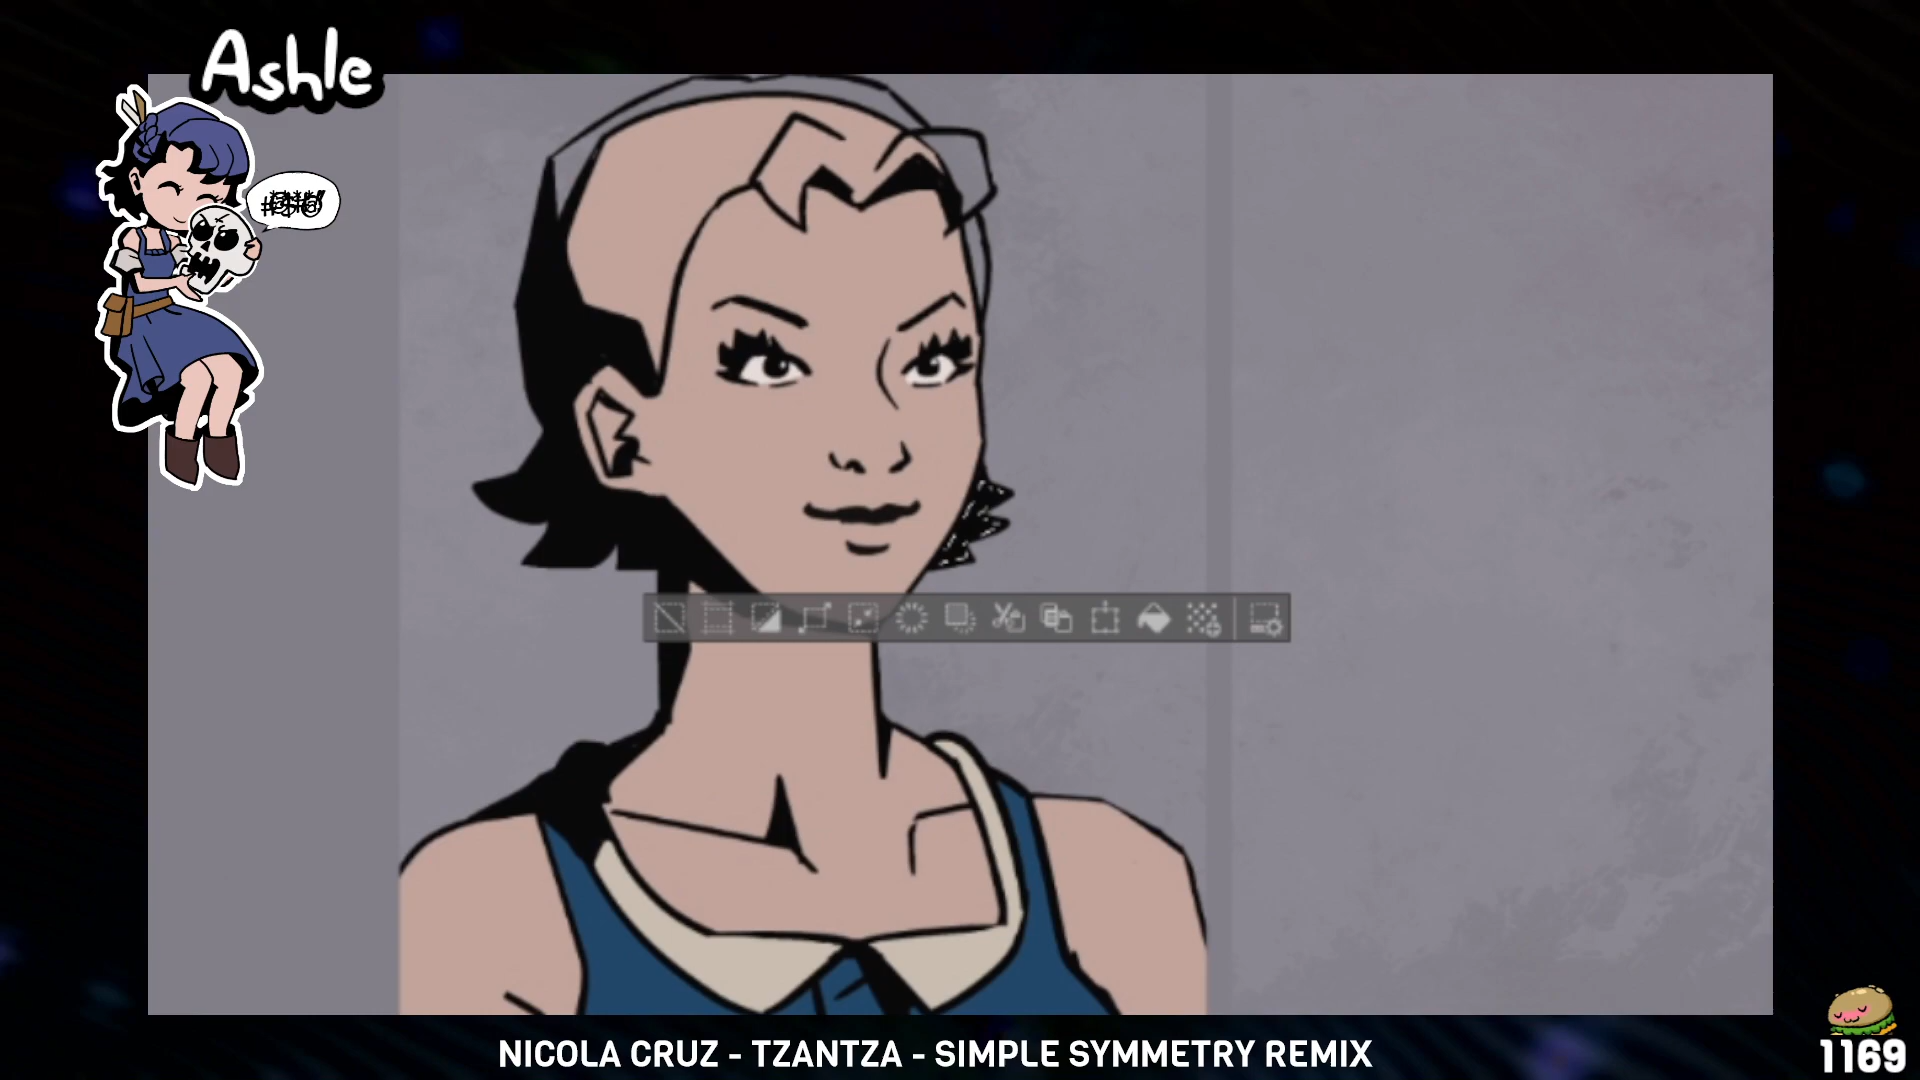 Ashle
#@$#@!
NICOLA CRUZ - TZANTZA - SIMPLE SYMMETRY REMIX
1169